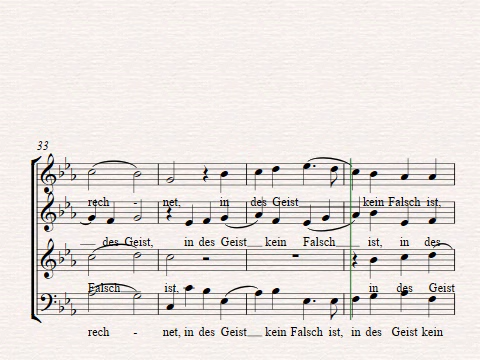 33
rech - net, in des Geist kein Falsch ist,
des Geist, in des Geist kein Falsch ist, in des
Falsch ist, in des Geist
rech - net, in des Geist kein Falsch ist, in des Geist kein